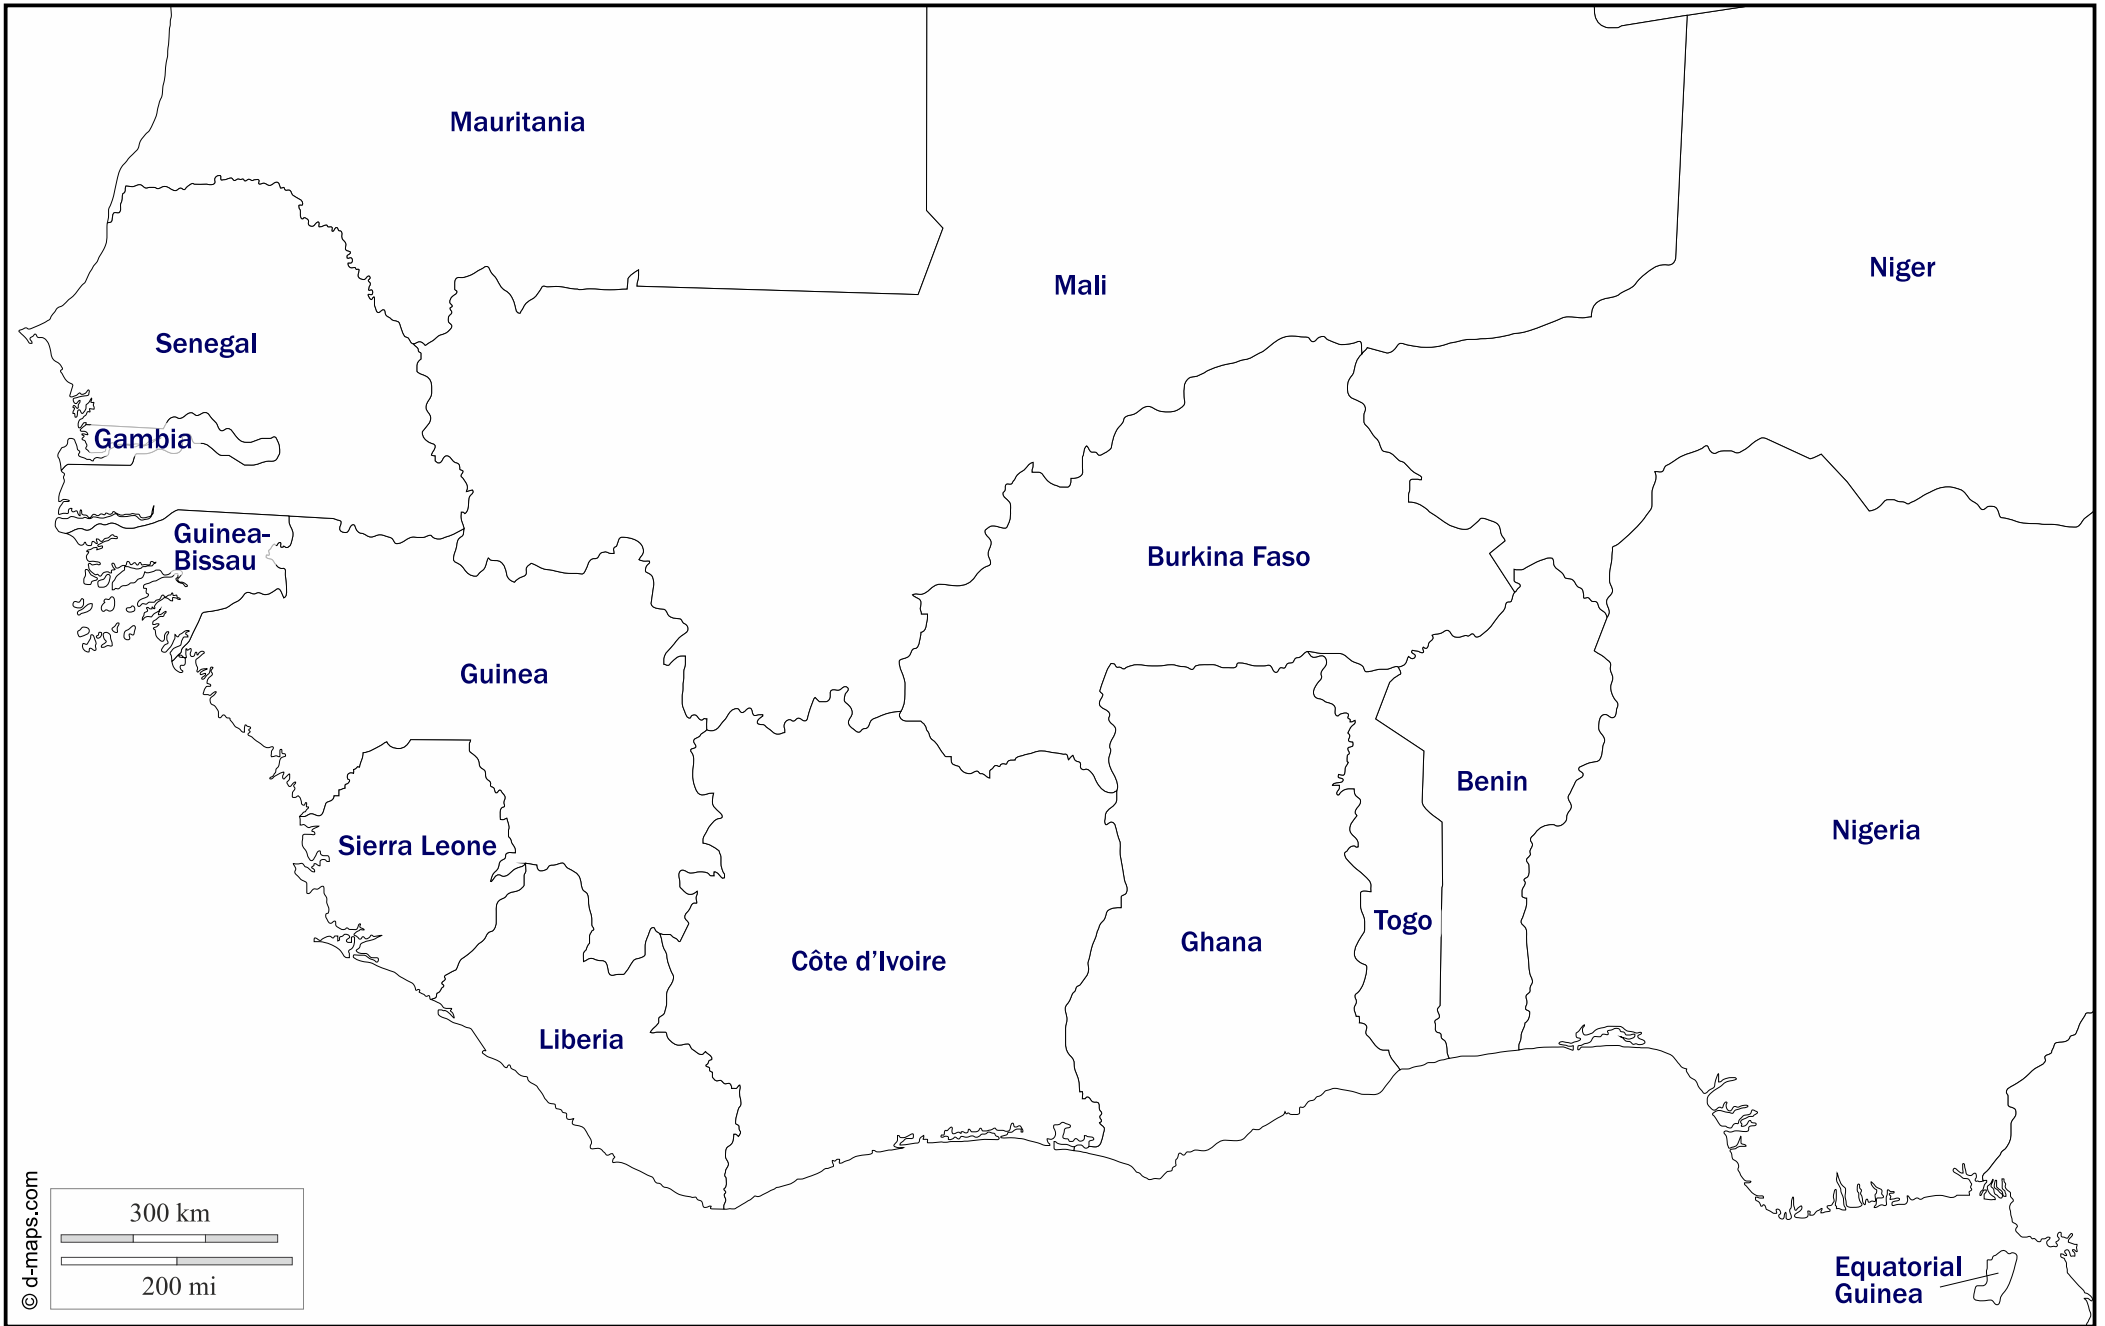 Mauritania
Niger
Mali
Senegal
Gambia
Guinea-
Bissau
Burkina Faso
Guinea
Benin
Nigeria
Sierra Leone
Togo
Ghana
Côte d'Ivoire
Liberia
© d-maps.com
300 km
200 mi
Equatorial
Guinea